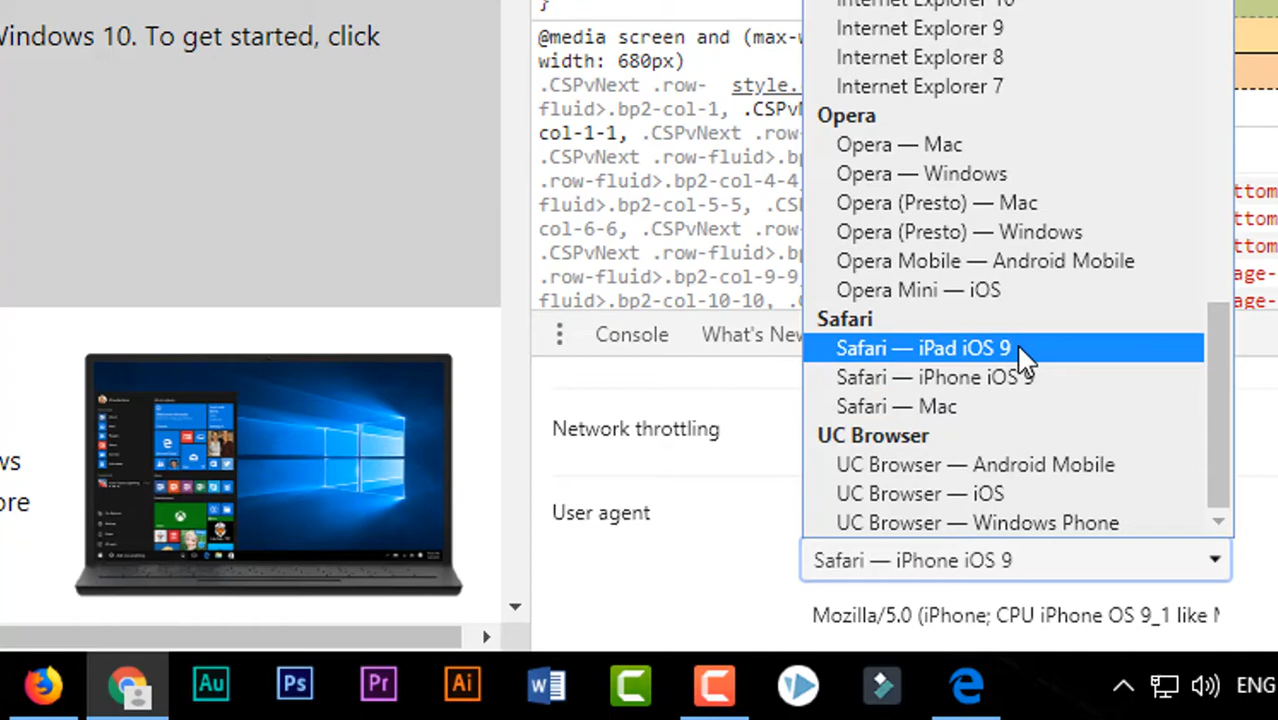 Windows 10. To get started, click
ws
ore
}
@media screen and (max-
width: 680px)
.CSPvNext .row- style.
fluid>.bp2-col-1, .CSPvN
col-1-1, .CSPvNext .row-
.CSPvNext .row-fluid>.bp
.row-fluid>.bp2-col-4-4
fluid>.bp2-col-5-5, .CS
col-6-6, .CSPvNext .row-
fluid>.bp2-col-9-9
.CSPvNext .row-
fluid>.bp2-col-10-10, .
Internet Explorer 10
Internet Explorer 9
Internet Explorer 8
Internet Explorer 7
Opera
Opera — Mac
Opera — Windows
Opera (Presto) — Mac
Opera (Presto) — Windows
Opera Mobile — Android Mobile
Opera Mini — iOS
Safari
Safari — iPad iOS 9
Safari — iPhone iOS 9
Safari — Mac
UC Browser
UC Browser — Android Mobile
UC Browser — iOS
UC Browser — Windows Phone
ttom
ttom
ttom
age-
age-
Console What's New
Network throttling
User agent
Safari — iPhone iOS 9
Mozilla/5.0 (iPhone; CPU iPhone OS 9_1 like M
Au Ps Pr Ai W C C e ENG